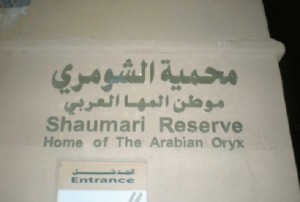 محمية الشومري
موطن المها العربي
Shaumari Reserve
Home of The Arabian Oryx
المدخل
Entrance